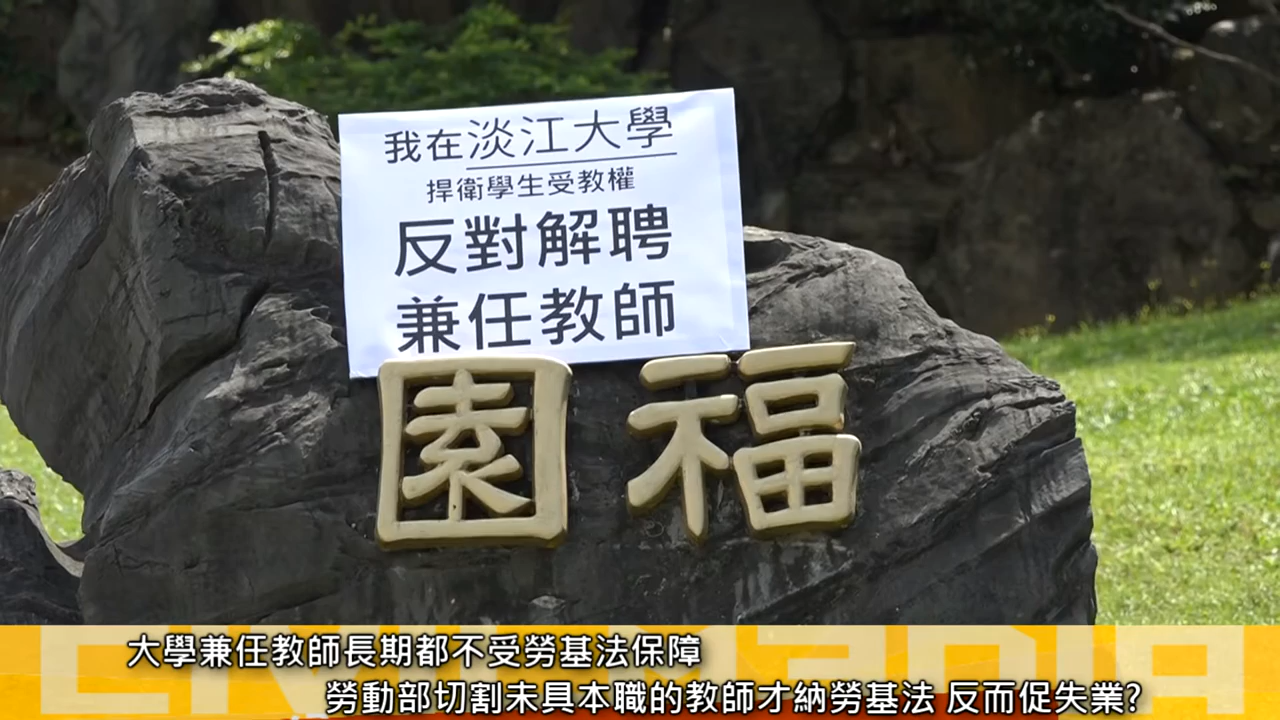 我在淡江大學
捍衛學生受教權
反對解聘
兼任教師
園福
大學兼任教師長期都不受勞基法保障
勞動部切割未具本職的教師才納勞基法 反而促失業?